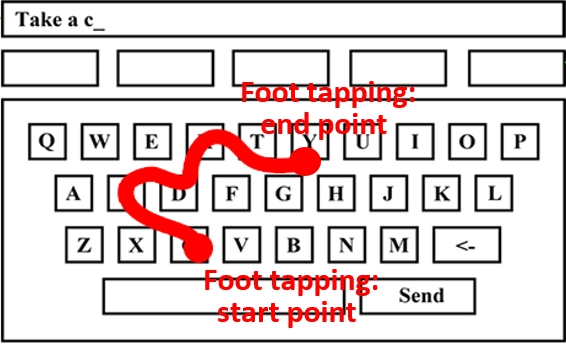 Take a c_
Foot tapping:
end point
Q W E T Y U I O P
A D F G H J K L
Z X V B N M <-
Foot tapping:
start point
Send